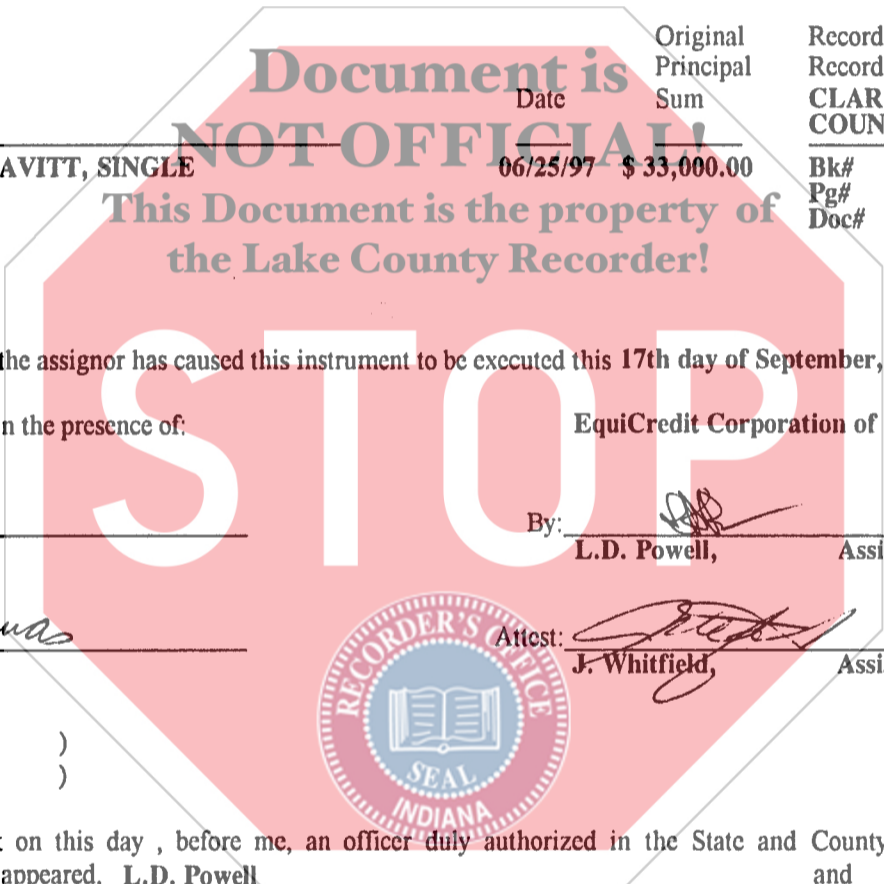 Original Record
Document is Principal Record
Date Sum CLAR
NOT OFFICIAL! COUN
AVITT, SINGLE 06/25/97 $ 33,000.00 Bk#
Pg#
This Document is the property of Doc#
the Lake County Recorder!
STOP
the assignor has caused this instrument to be executed this 17th day of September,
n the presence of: EquiCredit Corporation of
By:
L.D. Powell, Assi
RECORDER'S OFFICE
Attest:
J. Whitfield, Assi
)
)
SEAL
INDIANA
on this day , before me, an officer duly authorized in the State and County
appeared, L.D. Powell and